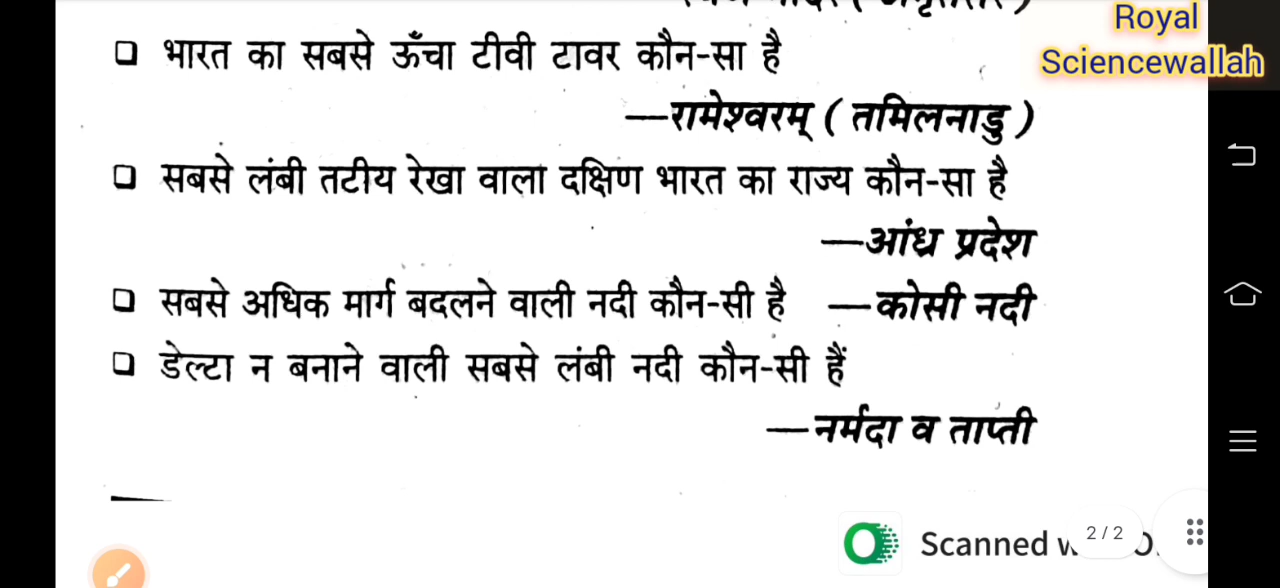 Royal
Sciencewallah
❑ भारत का सबसे ऊँचा टीवी टावर कौन-सा है
—रामेश्वरम् ( तमिलनाडु )
❑ सबसे लंबी तटीय रेखा वाला दक्षिण भारत का राज्य कौन-सा है
—आंध्र प्रदेश
❑ सबसे अधिक मार्ग बदलने वाली नदी कौन-सी है —कोसी नदी
❑ डेल्टा न बनाने वाली सबसे लंबी नदी कौन-सी हैं
—नर्मदा व ताप्ती
Scanned
2 / 2